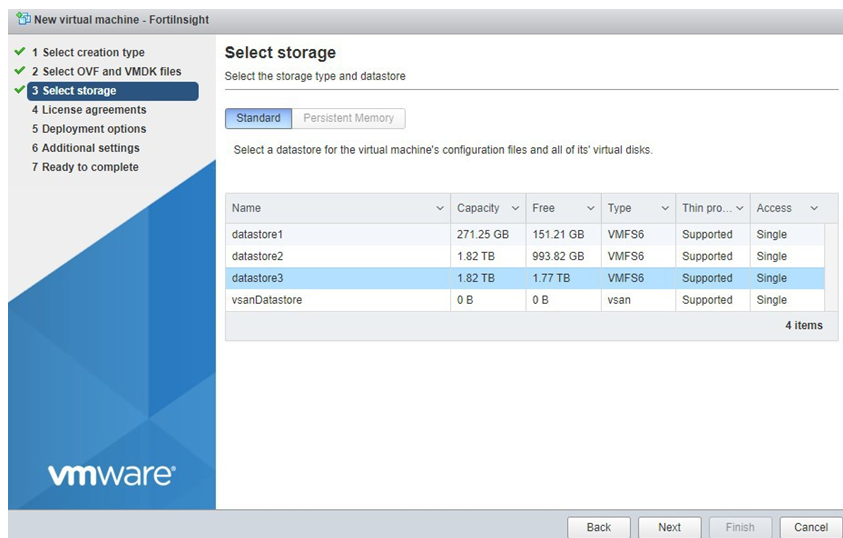 New virtual machine - FortiInsight
1 Select creation type
2 Select OVF and VMDK files
3 Select storage
4 License agreements
5 Deployment options
6 Additional settings
7 Ready to complete
vmware®
Select storage
Select the storage type and datastore
Standard Persistent Memory
Select a datastore for the virtual machine's configuration files and all of its' virtual disks.
Name Capacity Free Type Thin pro... Access
datastore1 271.25 GB 151.21 GB VMFS6 Supported Single
datastore2 1.82 TB 993.82 GB VMFS6 Supported Single
datastore3 1.82 TB 1.77 TB VMFS6 Supported Single
vsanDatastore 0 B 0 B vsan Supported Single
4 items
Back Next Finish Cancel